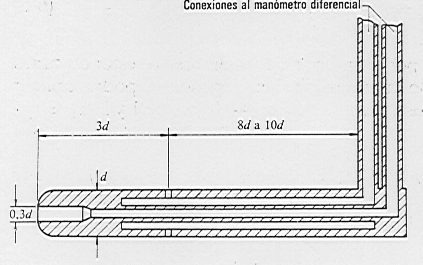 Conexiones al manómetro diferencial
3d
8d a 10d
d
0,3d